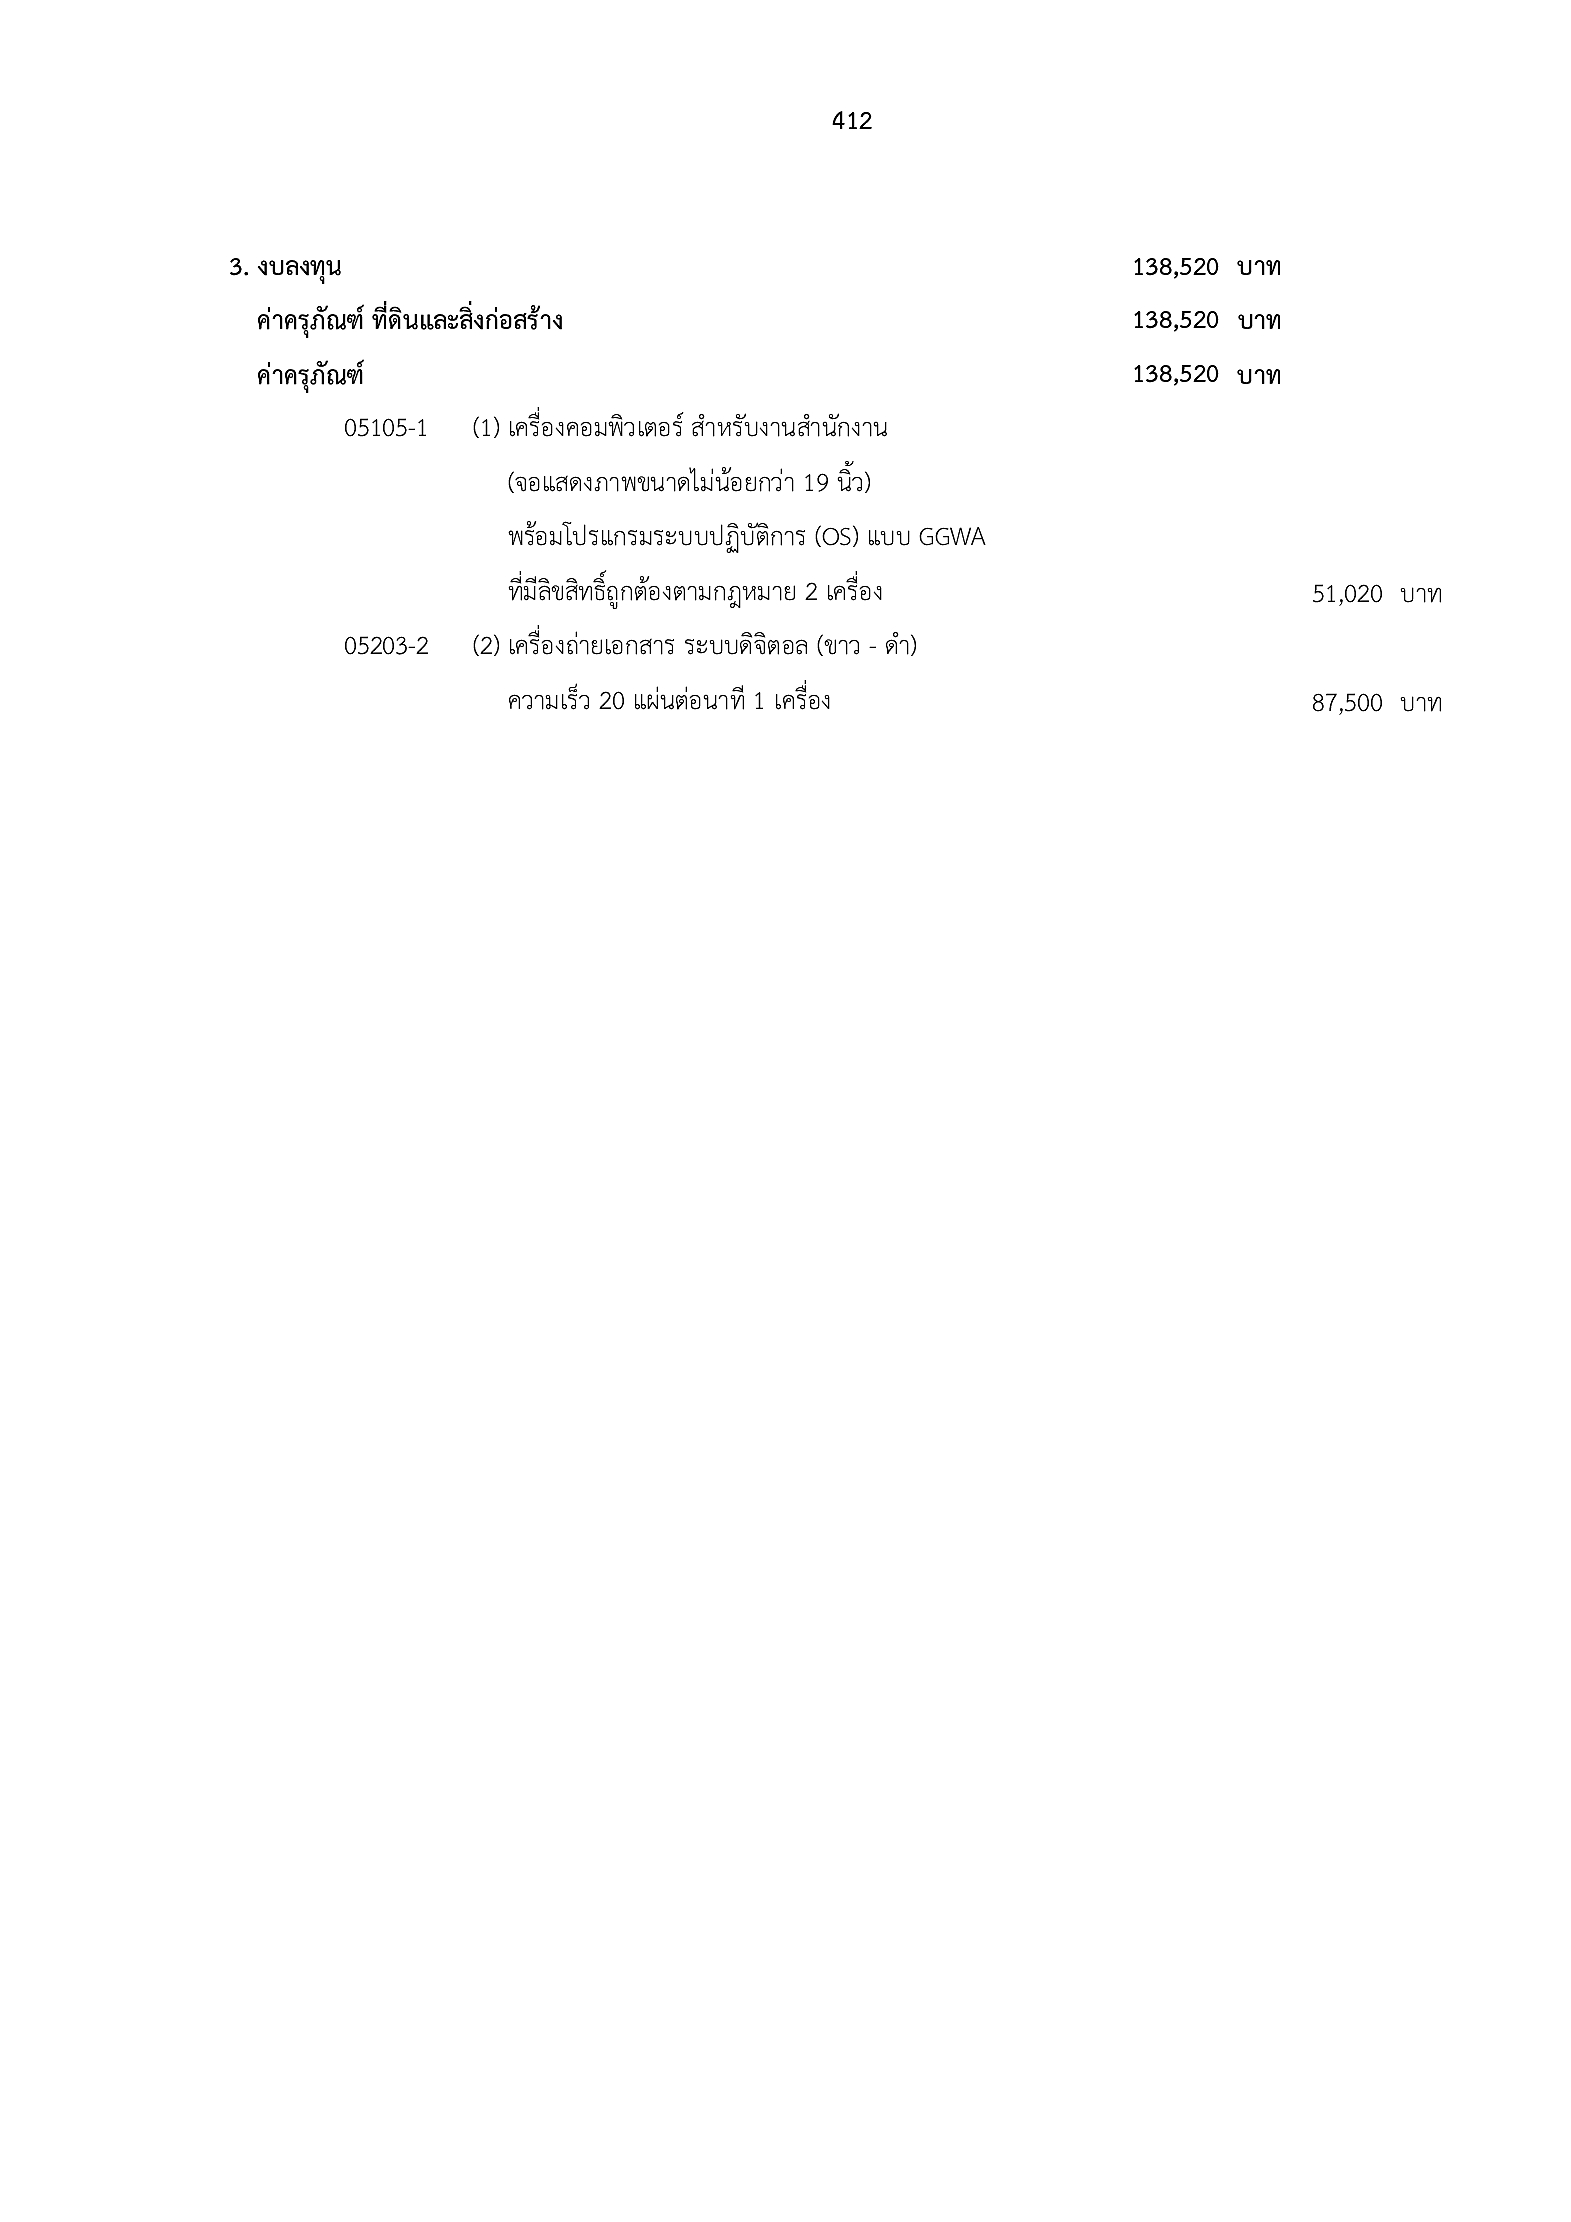 412
3. งบลงทุน 138,520 บาท
ค่าครุภัณฑ์ ที่ดินและสิ่งก่อสร้าง 138,520 บาท
ค่าครุภัณฑ์ 138,520 บาท
05105-1 (1) เครื่องคอมพิวเตอร์ สำหรับงานสำนักงาน
(จอแสดงภาพขนาดไม่น้อยกว่า 19 นิ้ว)
พร้อมโปรแกรมระบบปฏิบัติการ (OS) แบบ GGWA
ที่มีลิขสิทธิ์ถูกต้องตามกฎหมาย 2 เครื่อง 51,020 บาท
05203-2 (2) เครื่องถ่ายเอกสาร ระบบดิจิตอล (ขาว - ดำ)
ความเร็ว 20 แผ่นต่อนาที 1 เครื่อง 87,500 บาท